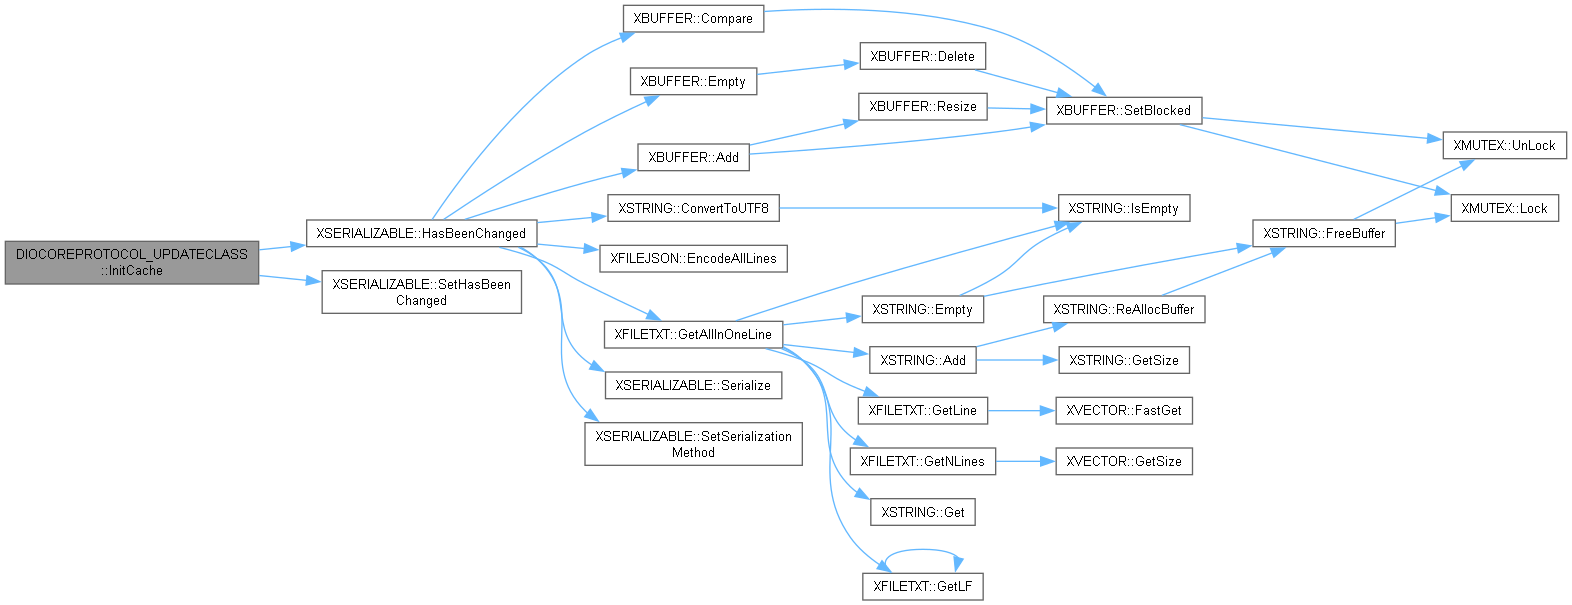 DIOCOREPROTOCOL_UPDATECLASS
::InitCache
XSERIALIZABLE::HasBeenChanged
XSERIALIZABLE::SetHasBeen
Changed
XBUFFER::Compare
XBUFFER::Empty
XBUFFER::Add
XSTRING::ConvertToUTF8
XFILEJSON::EncodeAllLines
XFILETXT::GetAllInOneLine
XSERIALIZABLE::Serialize
XSERIALIZABLE::SetSerialization
Method
XBUFFER::Delete
XBUFFER::Resize
XSTRING::Empty
XSTRING::Add
XFILETXT::GetLine
XFILETXT::GetNLines
XSTRING::Get
XFILETXT::GetLF
XBUFFER::SetBlocked
XSTRING::IsEmpty
XSTRING::ReAllocBuffer
XSTRING::GetSize
XVECTOR::FastGet
XVECTOR::GetSize
XSTRING::FreeBuffer
XMUTEX::UnLock
XMUTEX::Lock